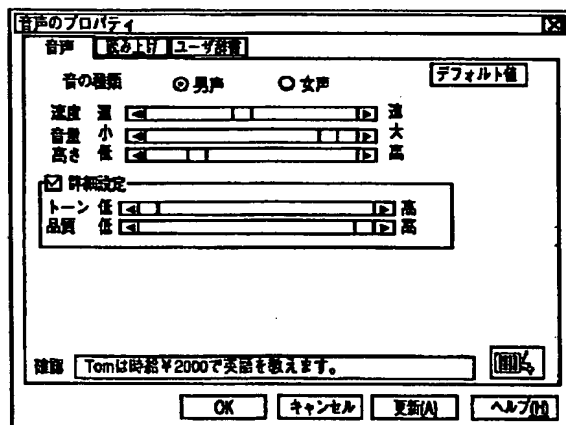 音声のプロパティ
音声 読み上げ ユーザ辞書
デフォルト値
音の種類 男声 女声
速度 遅 速
音量 小 大
高さ 低 高
詳細設定
トーン 低 高
品質 低 高
確認 Tomは時給¥2000で英語を教えます。
OK キャンセル 更新(A) ヘルプ(H)